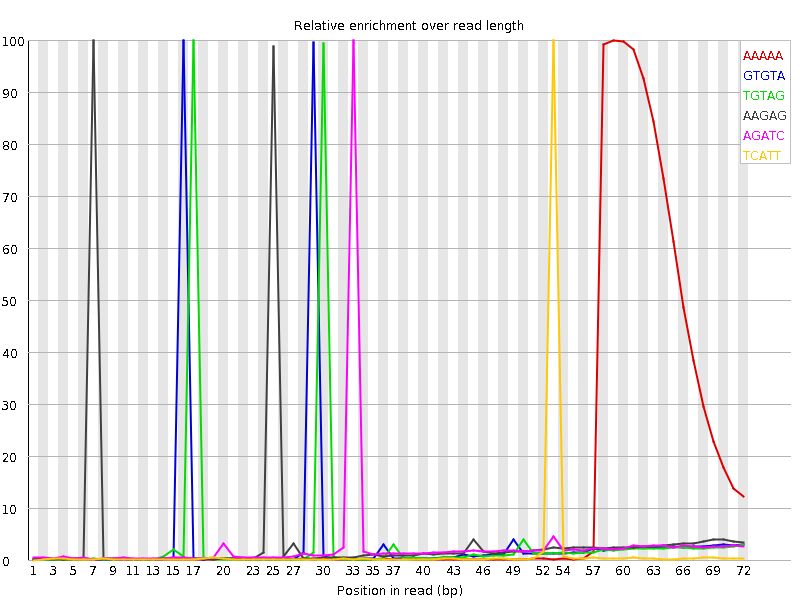 Relative enrichment over read length
100
90
80
70
60
50
40
30
20
10
0
AAAAA
GTGTA
TGTAG
AAGAG
AGATC
TCATT
1 3 5 7 9 11 13 15 17 20 23 25 27 30 33 35 37 40 43 46 49 52 54 57 60 63 66 69 72
Position in read (bp)